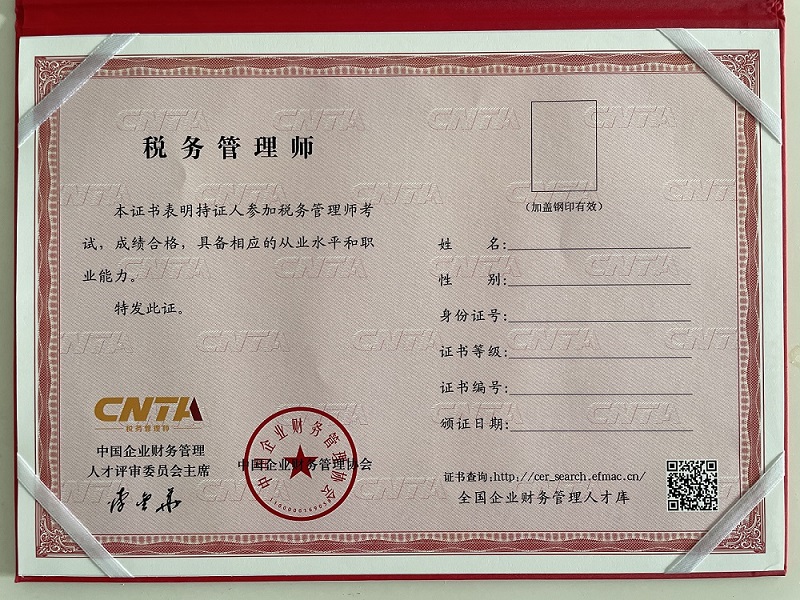 税务管理师
本证书表明持证人参加税务管理师考
试，成绩合格，具备相应的从业水平和职
业能力。
特发此证。
CNTA
税务管理师
中国企业财务管理
人才评审委员会主席
中国企业财务管理协会
中国企业财务管理协会
（加盖钢印有效）
姓 名:
性 别:
身份证号:
证书等级:
证书编号:
颁证日期:
证书查询:http://cer_search.efmac.cn/
全国企业财务管理人才库